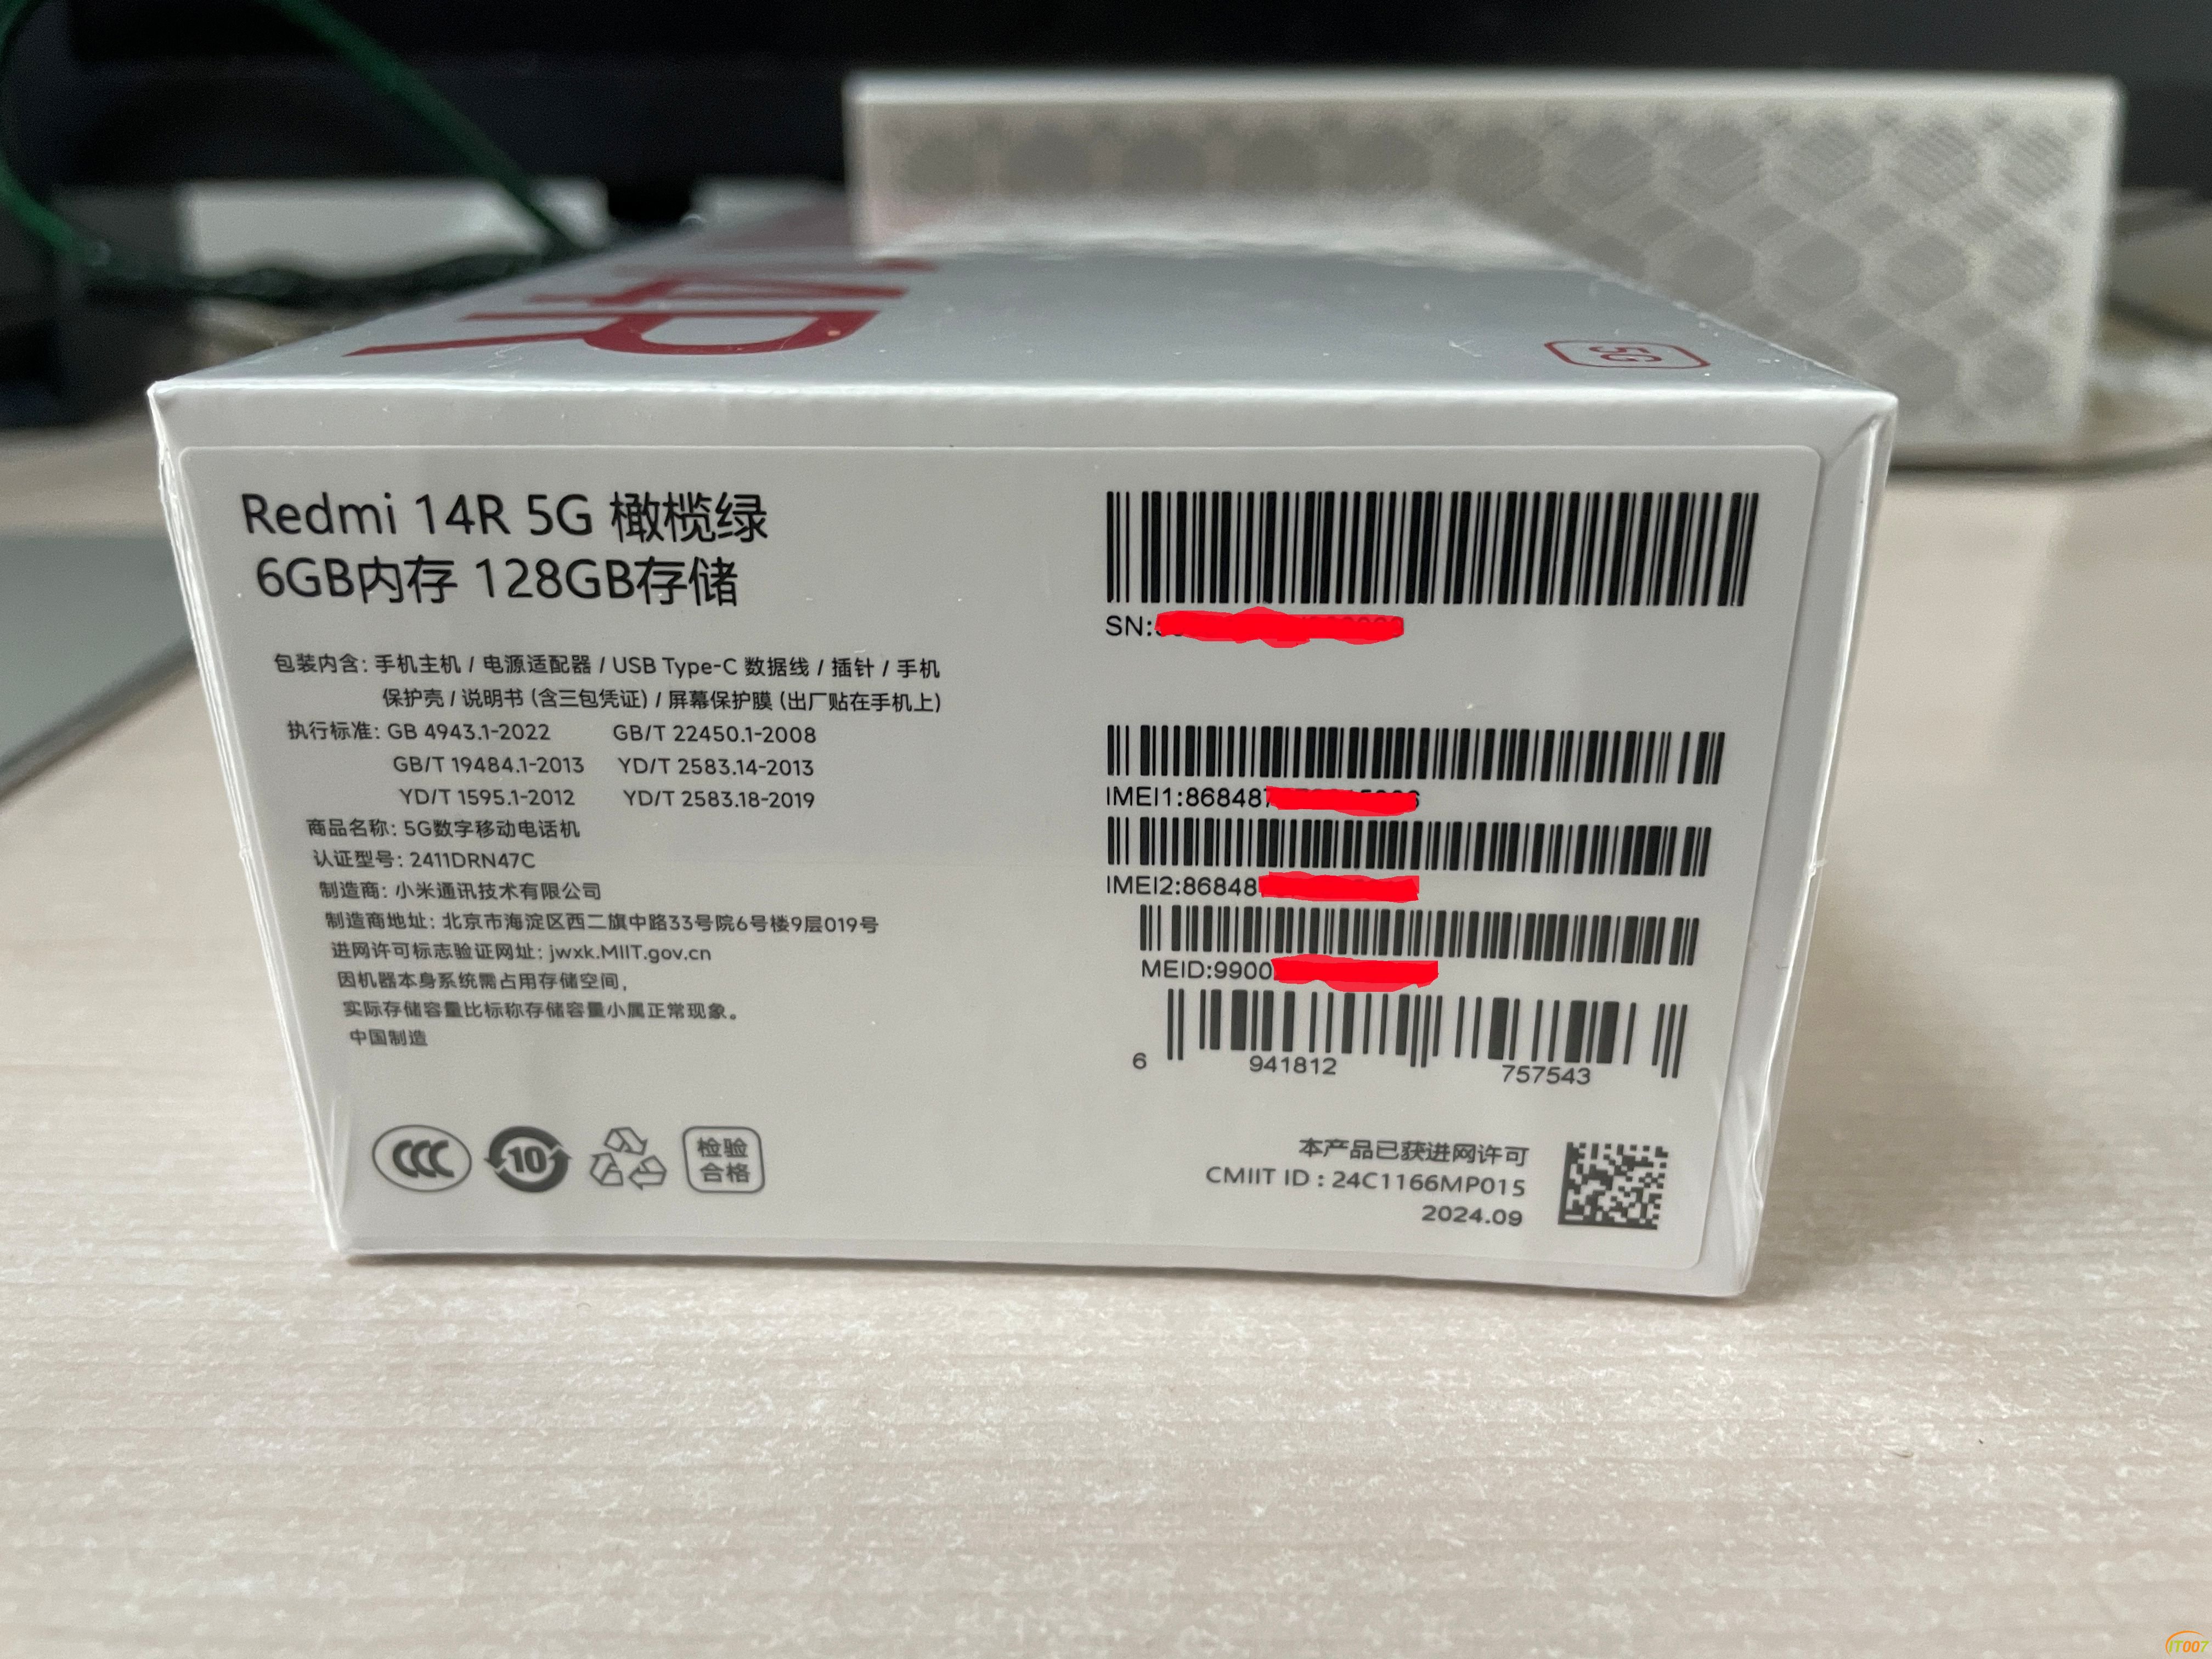 4R
5G
Redmi 14R 5G 橄榄绿
6GB内存 128GB存储
包装内含: 手机主机 / 电源适配器 / USB Type-C 数据线 / 插针 / 手机
保护壳 / 说明书 (含三包凭证) / 屏幕保护膜 (出厂贴在手机上)
执行标准: GB 4943.1-2022 GB/T 22450.1-2008
GB/T 19484.1-2013 YD/T 2583.14-2013
YD/T 1595.1-2012 YD/T 2583.18-2019
商品名称: 5G数字移动电话机
认证型号: 2411DRN47C
制造商: 小米通讯技术有限公司
制造商地址: 北京市海淀区西二旗中路33号院6号楼9层019号
进网许可标志验证网址: jwxk.MIIT.gov.cn
因机器本身系统需占用存储空间,
实际存储容量比标称存储容量小属正常现象。
中国制造
CCC
10
检验
合格
SN:
IMEI1:868487
IMEI2:86848
MEID:9900
6 941812 757543
本产品已获进网许可
CMIIT ID : 24C1166MP015
2024.09
IT007